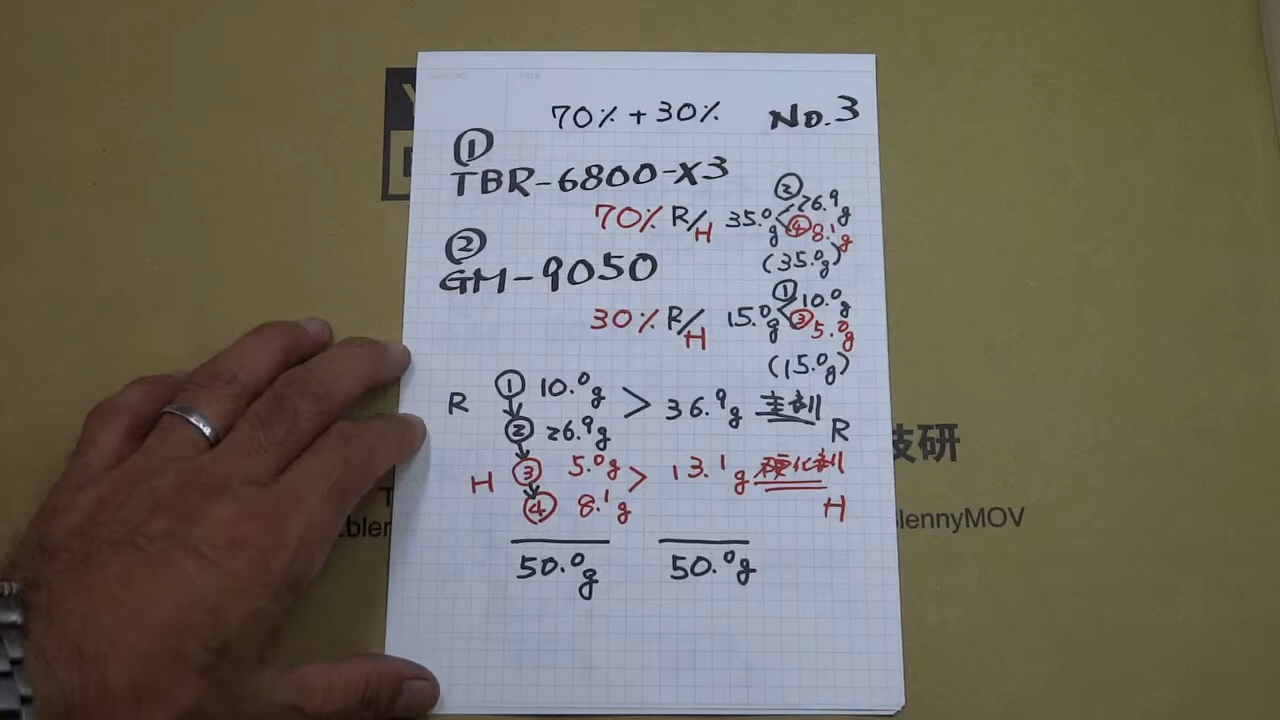 70% + 30% No.3
①
TBR-6800-X3
70% R/H 35.0g < ② 26.9g
④ 8.1g
(35.0g)
②
GM-9050
30% R/H 15.0g < ① 10.0g
③ 5.0g
(15.0g)
R ① 10.0g > 36.9g 主剤
② 26.9g R
H ③ 5.0g > 13.1g 硬化剤
④ 8.1g H
50.0g 50.0g
技研
lennyMOV